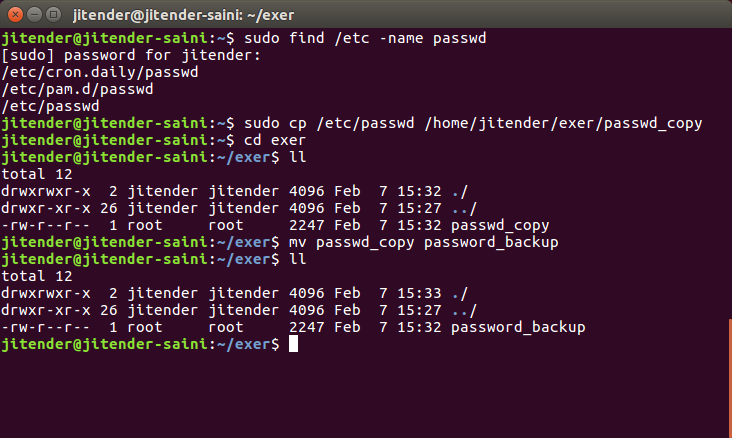 jitender@jitender-saini: ~/exer
jitender@jitender-saini:~$ sudo find /etc -name passwd
[sudo] password for jitender:
/etc/cron.daily/passwd
/etc/pam.d/passwd
/etc/passwd
jitender@jitender-saini:~$ sudo cp /etc/passwd /home/jitender/exer/passwd_copy
jitender@jitender-saini:~$ cd exer
jitender@jitender-saini:~/exer$ ll
total 12
drwxrwxr-x  2 jitender jitender 4096 Feb  7 15:32 ./
drwxr-xr-x 26 jitender jitender 4096 Feb  7 15:27 ../
-rw-r--r--  1 root     root     2247 Feb  7 15:32 passwd_copy
jitender@jitender-saini:~/exer$ mv passwd_copy password_backup
jitender@jitender-saini:~/exer$ ll
total 12
drwxrwxr-x  2 jitender jitender 4096 Feb  7 15:33 ./
drwxr-xr-x 26 jitender jitender 4096 Feb  7 15:27 ../
-rw-r--r--  1 root     root     2247 Feb  7 15:32 password_backup
jitender@jitender-saini:~/exer$